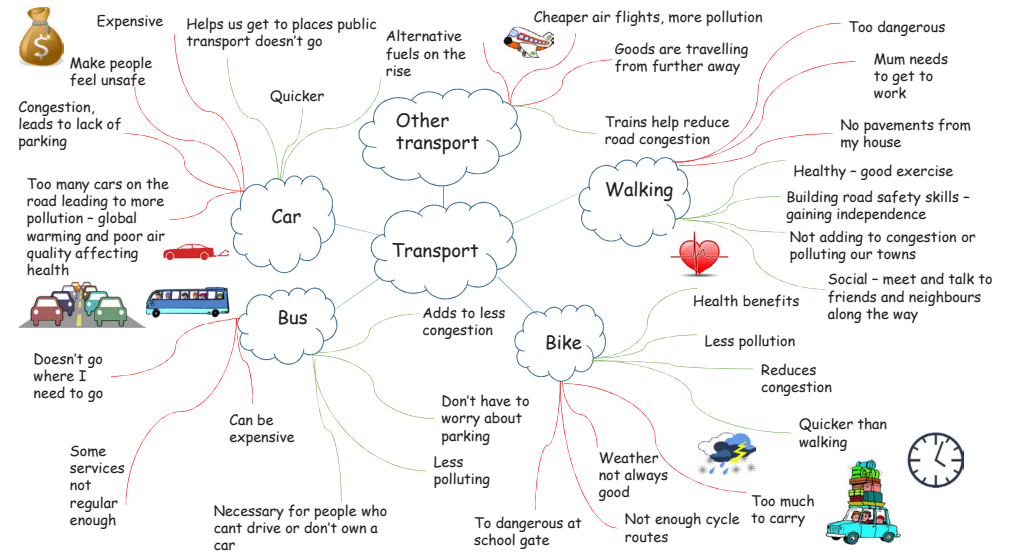 Expensive
Helps us get to places public
transport doesn't go
Make people
feel unsafe
Congestion,
leads to lack of
parking
Quicker
Alternative
fuels on the
rise
Too many cars on the
road leading to more
pollution – global
warming and poor air
quality affecting
health
Car
Cheaper air flights, more pollution
Goods are travelling
from further away
Trains help reduce
road congestion
Other
transport
Too dangerous
Mum needs
to get to
work
No pavements from
my house
Walking
Healthy – good exercise
Building road safety skills –
gaining independence
Not adding to congestion or
polluting our towns
Social – meet and talk to
friends and neighbours
along the way
Transport
Bus
Adds to less
congestion
Doesn't go
where I
need to go
Can be
expensive
Don't have to
worry about
parking
Some
services
not
regular
enough
Less
polluting
Necessary for people who
cant drive or don't own a
car
Bike
Health benefits
Less pollution
Reduces
congestion
Quicker than
walking
Weather
not always
good
Too much
to carry
To dangerous at
school gate
Not enough cycle
routes
$